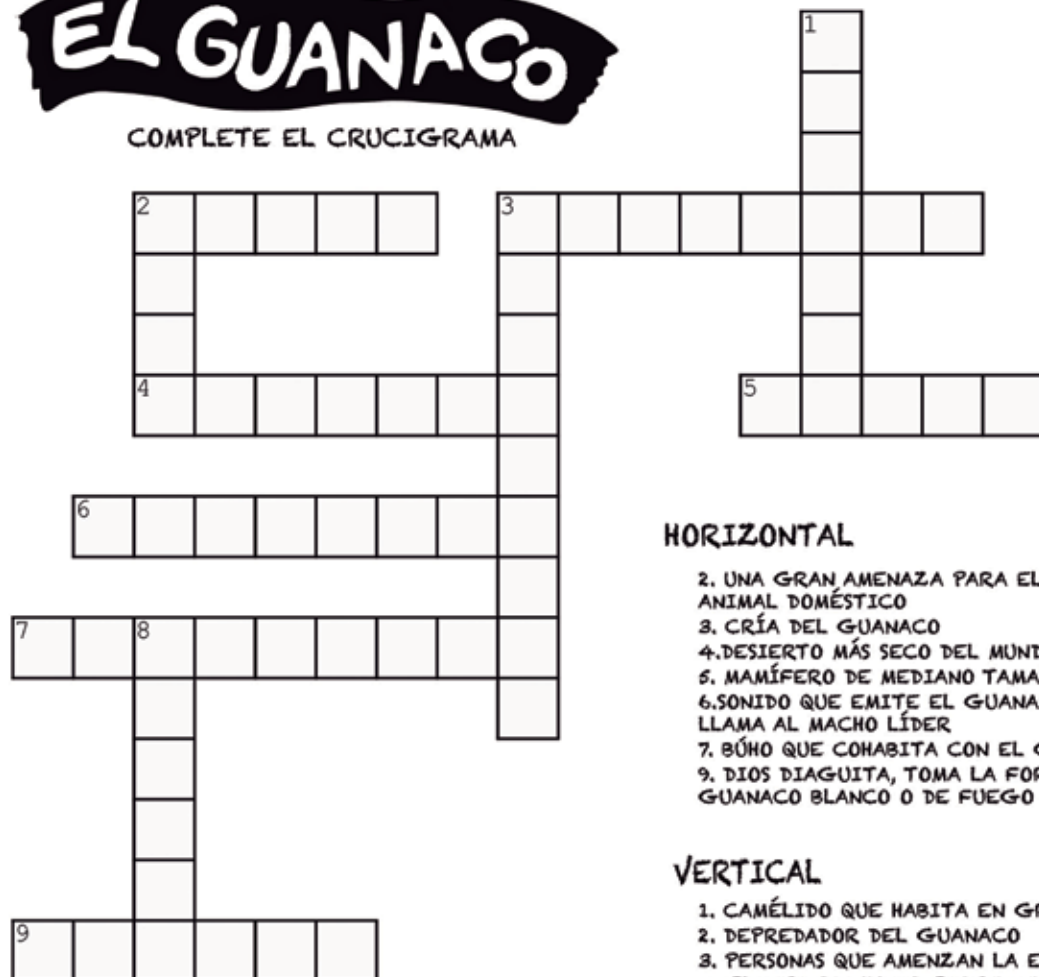 EL GUANACO
COMPLETE EL CRUCIGRAMA
1
2
3
4
5
6
7
8
9
HORIZONTAL
2. UNA GRAN AMENAZA PARA EL
ANIMAL DOMÉSTICO
3. CRÍA DEL GUANACO
4.DESIERTO MÁS SECO DEL
5. MAMÍFERO DE MEDIANO
6.SONIDO QUE EMITE EL
LLAMA AL MACHO LÍDER
7. BÚHO QUE COHABITA CON EL
9. DIOS DIAGUITA, TOMA LA
GUANACO BLANCO O DE FUEGO
VERTICAL
1. CAMÉLIDO QUE HABITA EN
2. DEPREDADOR DEL GUANACO
3. PERSONAS QUE AMENZAN LA